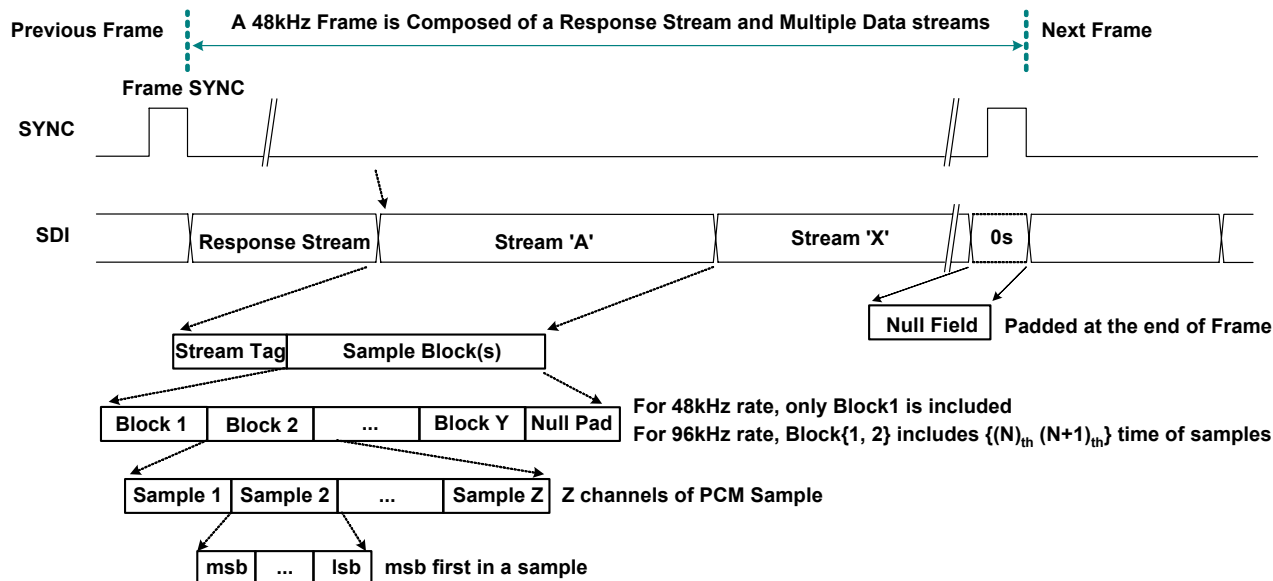 A 48kHz Frame is Composed of a Response Stream and Multiple Data streams
Previous Frame
Next Frame
Frame SYNC
SYNC
SDI
Response Stream
Stream 'A'
Stream 'X'
0s
Null Field
Padded at the end of Frame
Stream Tag
Sample Block(s)
Block 1
Block 2
...
Block Y
Null Pad
For 48kHz rate, only Block1 is included
For 96kHz rate, Block{1, 2} includes {(N)th (N+1)th} time of samples
Sample 1
Sample 2
...
Sample Z
Z channels of PCM Sample
msb
...
lsb
msb first in a sample